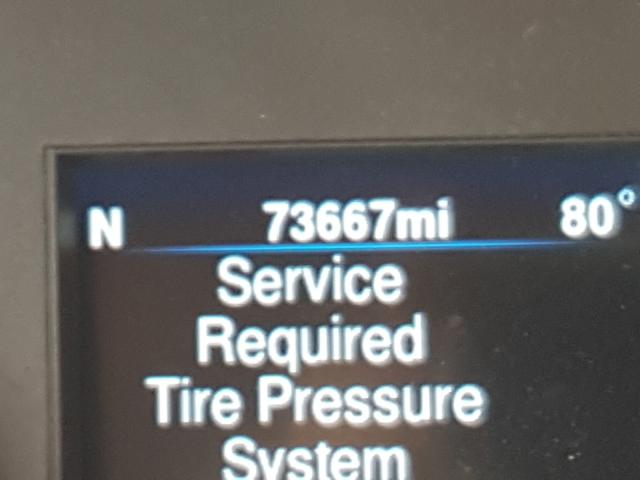 N 73667mi 80°
Service
Required
Tire Pressure
System